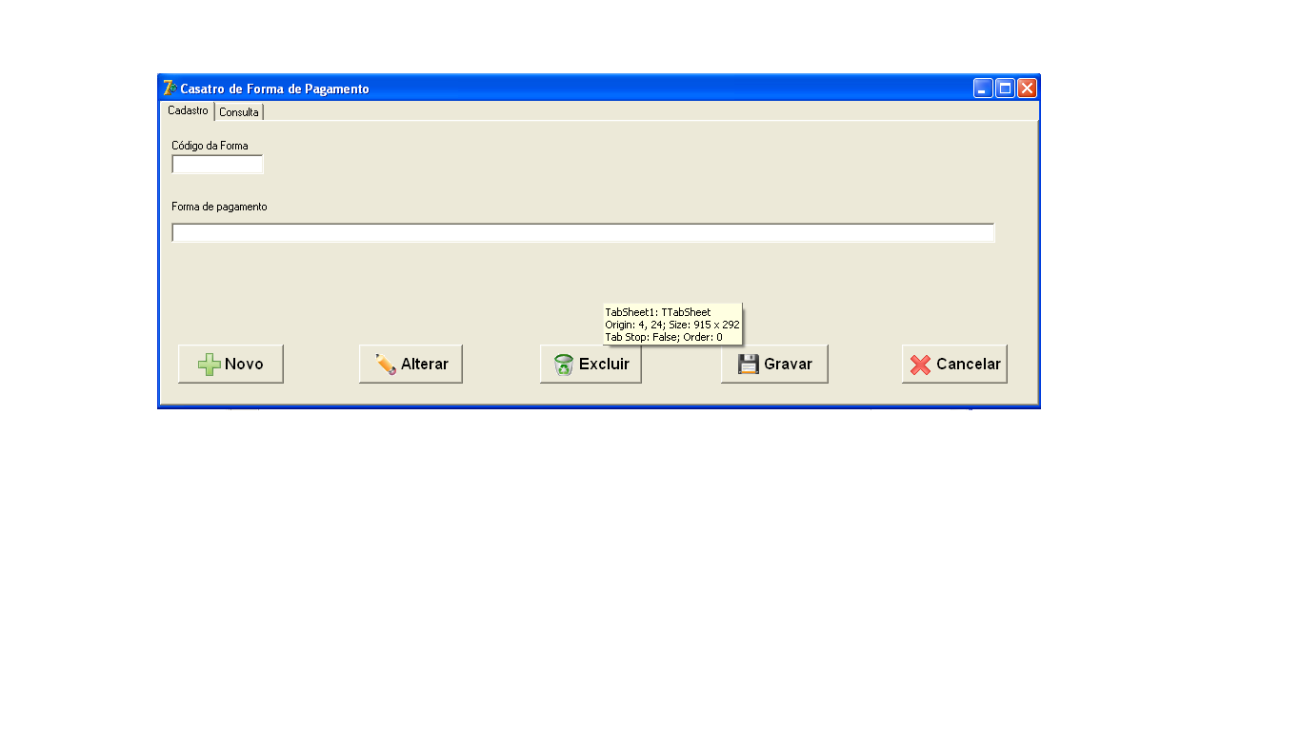 Casatro de Forma de Pagamento
Cadastro Consulta
Código da Forma
Forma de pagamento
TabSheet1: TTabSheet
Origin: 4, 24; Size: 915 x 292
Tab Stop: False; Order: 0
Novo Alterar Excluir Gravar Cancelar